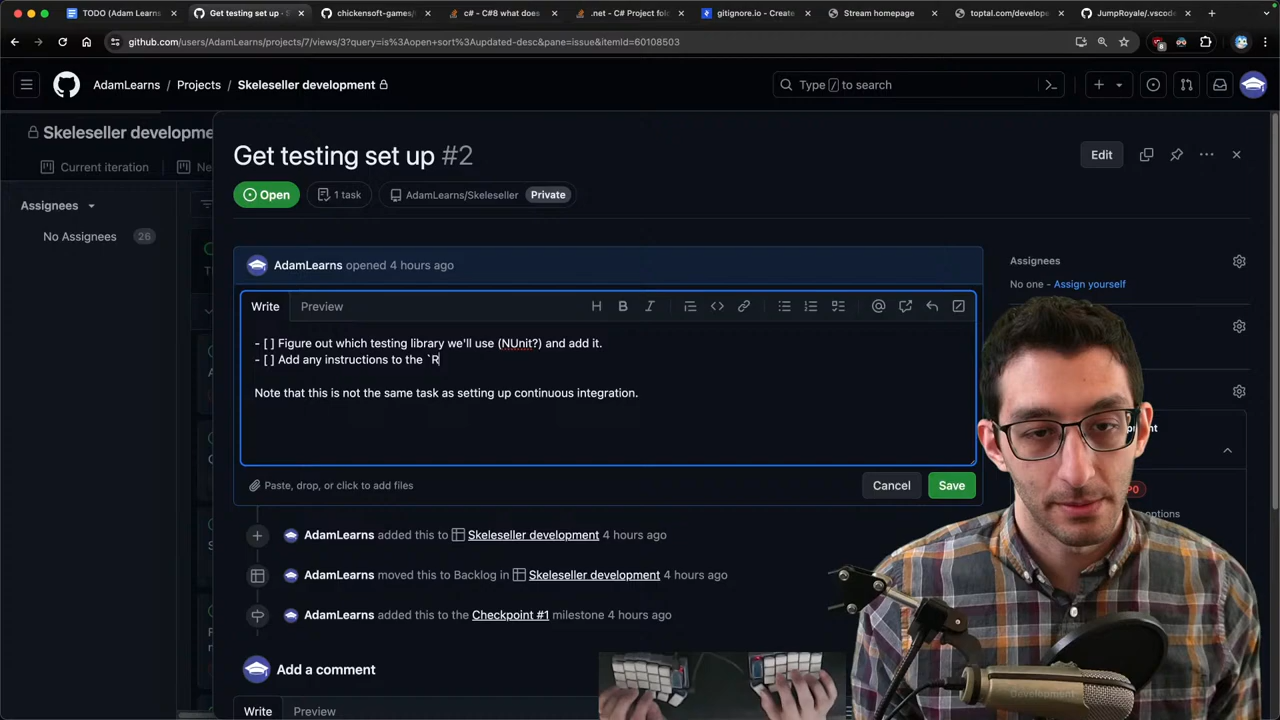 TODO (Adam Learns
Get testing set up · S
chickensoft-games/s
c# - C#8 what does
.net - C# Project fol
gitignore.io - Create
Stream homepage
toptal.com/develope
JumpRoyale/.vscode
github.com/users/AdamLearns/projects/7/views/3?query=is%3Aopen+sort%3Aupdated-desc&pane=issue&itemId=60108503
AdamLearns / Projects / Skeleseller development
Type / to search
Skeleseller developme
Current iteration
Ne
Assignees
No Assignees 26
Get testing set up #2
Edit
Open
1 task
AdamLearns/Skeleseller Private
AdamLearns opened 4 hours ago
Write Preview
- [ ] Figure out which testing library we'll use (NUnit?) and add it.
- [ ] Add any instructions to the `R
Note that this is not the same task as setting up continuous integration.
Paste, drop, or click to add files
Cancel Save
AdamLearns added this to Skeleseller development 4 hours ago
AdamLearns moved this to Backlog in Skeleseller development 4 hours ago
AdamLearns added this to the Checkpoint #1 milestone 4 hours ago
Add a comment
Write Preview
Assignees
No one - Assign yourself
P0
options
Development